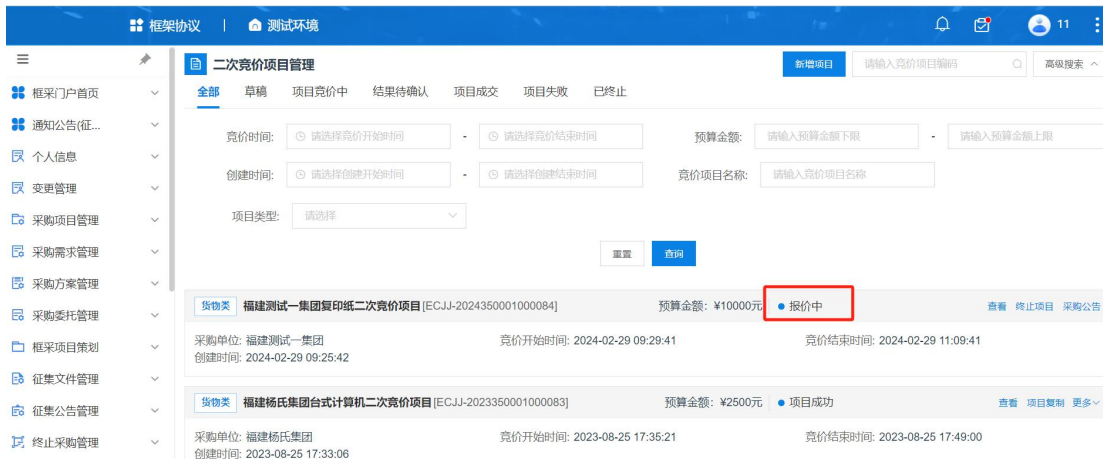 框架协议 | 测试环境 11
二次竞价项目管理 新增项目 请输入竞价项目编码 高级搜索
框采门户首页
通知公告(征...
个人信息
变更管理
采购项目管理
采购需求管理
采购方案管理
采购委托管理
框采项目策划
征集文件管理
征集公告管理
终止采购管理
全部 草稿 项目竞价中 结果待确认 项目成交 项目失败 已终止
竞价时间: 请选择竞价开始时间 - 请选择竞价结束时间 预算金额: 请输入预算金额下限 - 请输入预算金额上限
创建时间: 请选择创建开始时间 - 请选择创建结束时间 竞价项目名称: 请输入竞价项目名称
项目类型: 请选择
重置 查询
货物类 福建测试一集团复印纸二次竞价项目[ECJJ-2024350001000084] 预算金额: ¥10000元 报价中 查看 终止项目 采购公告
采购单位: 福建测试一集团 竞价开始时间: 2024-02-29 09:29:41 竞价结束时间: 2024-02-29 11:09:41
创建时间: 2024-02-29 09:25:42
货物类 福建杨氏集团台式计算机二次竞价项目[ECJJ-2023350001000083] 预算金额: ¥2500元 项目成功 查看 项目复制 更多
采购单位: 福建杨氏集团 竞价开始时间: 2023-08-25 17:35:21 竞价结束时间: 2023-08-25 17:49:00
创建时间: 2023-08-25 17:33:06